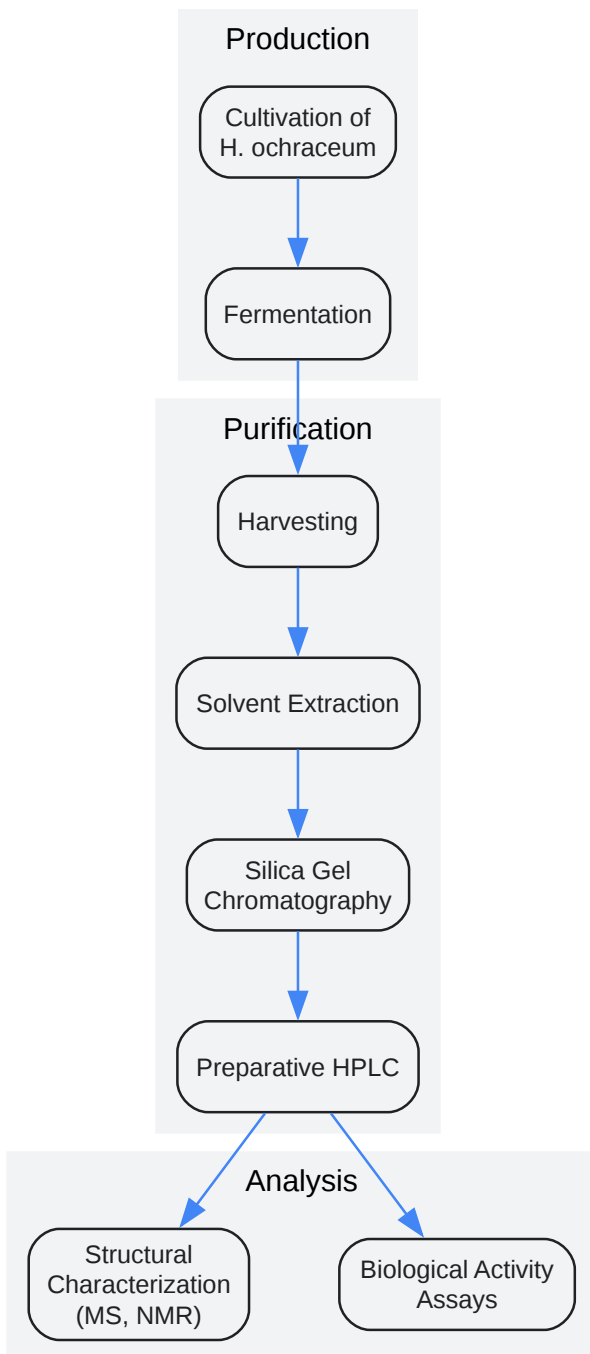 Production
Cultivation of
H. ochraceum
Fermentation
Purification
Harvesting
Solvent Extraction
Silica Gel
Chromatography
Preparative HPLC
Analysis
Structural
Characterization
(MS, NMR)
Biological Activity
Assays